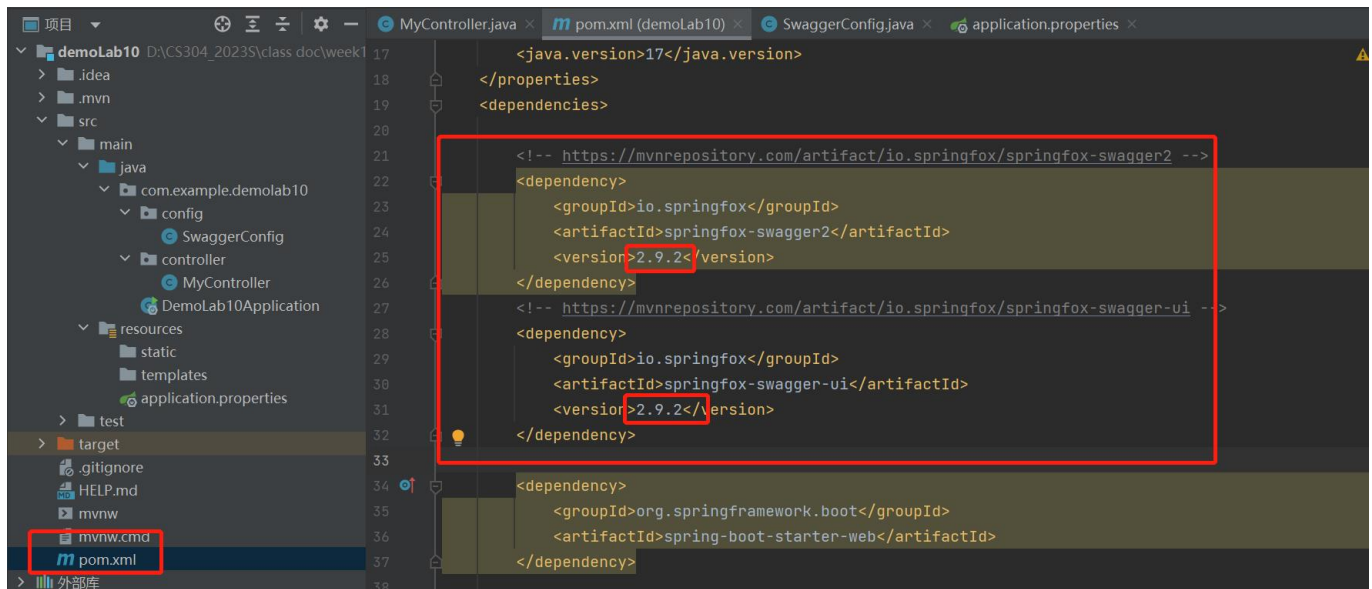 项目
MyController.java
pom.xml (demoLab10)
SwaggerConfig.java
application.properties
demoLab10 D:\CS304_2023S\class doc\week1
.idea
.mvn
src
main
java
com.example.demolab10
config
SwaggerConfig
controller
MyController
DemoLab10Application
resources
static
templates
application.properties
test
target
.gitignore
HELP.md
mvnw
mvnw.cmd
pom.xml
外部库
17 <java.version>17</java.version>
18 </properties>
19 <dependencies>
20
21 <!-- https://mvnrepository.com/artifact/io.springfox/springfox-swagger2 -->
22 <dependency>
23 <groupId>io.springfox</groupId>
24 <artifactId>springfox-swagger2</artifactId>
25 <version>2.9.2</version>
26 </dependency>
27 <!-- https://mvnrepository.com/artifact/io.springfox/springfox-swagger-ui -->
28 <dependency>
29 <groupId>io.springfox</groupId>
30 <artifactId>springfox-swagger-ui</artifactId>
31 <version>2.9.2</version>
32 </dependency>
33
34 <dependency>
35 <groupId>org.springframework.boot</groupId>
36 <artifactId>spring-boot-starter-web</artifactId>
37 </dependency>
38